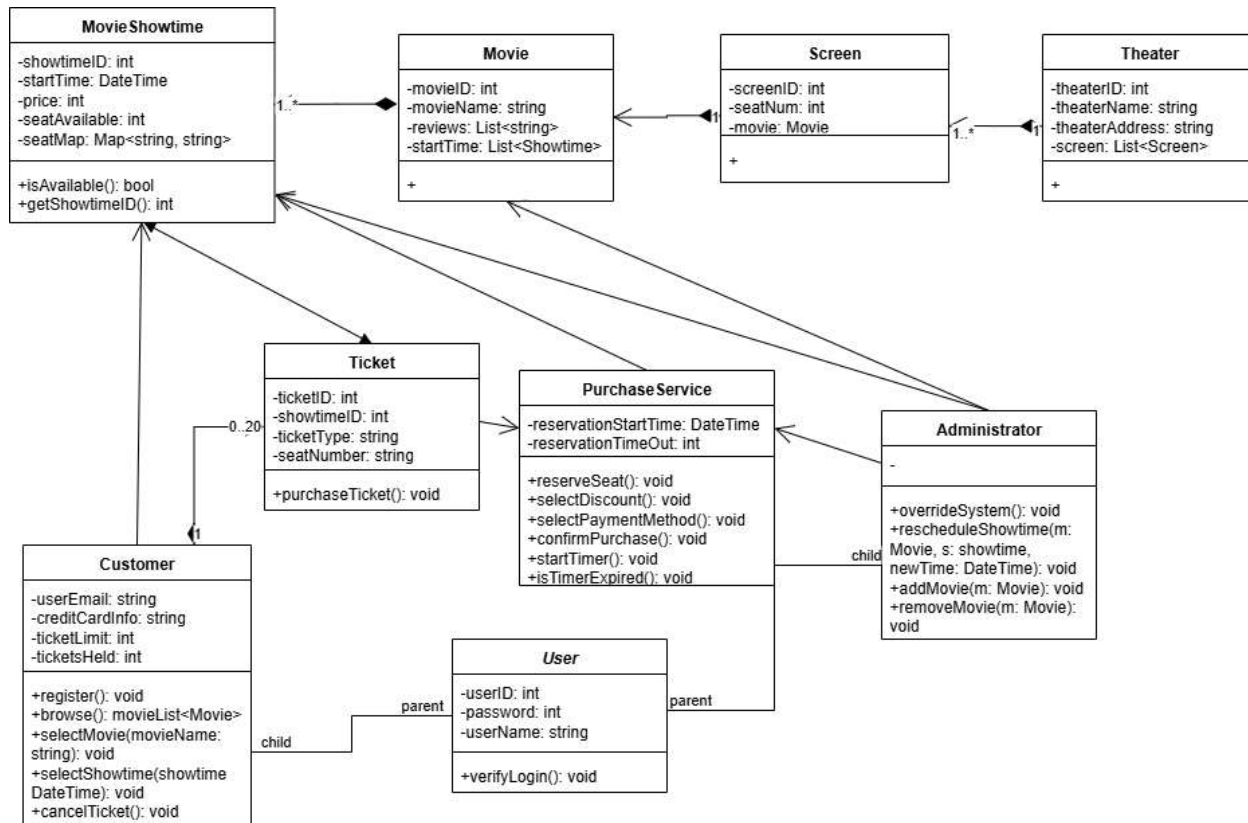 MovieShowtime
-showtimeID: int
-startTime: DateTime
-price: int
-seatAvailable: int
-seatMap: Map<string, string>
+isAvailable(): bool
+getShowtimeID(): int
1..*
Movie
-movieID: int
-movieName: string
-reviews: List<string>
-startTime: List<Showtime>
+
1
Screen
-screenID: int
-seatNum: int
-movie: Movie
+
1..*
1
Theater
-theaterID: int
-theaterName: string
-theaterAddress: string
-screen: List<Screen>
+
Ticket
-ticketID: int
-showtimeID: int
-ticketType: string
-seatNumber: string
+purchaseTicket(): void
0..20
1
PurchaseService
-reservationStartTime: DateTime
-reservationTimeOut: int
+reserveSeat(): void
+selectDiscount(): void
+selectPaymentMethod(): void
+confirmPurchase(): void
+startTimer(): void
+isTimerExpired(): void
Administrator
-
+overrideSystem(): void
+rescheduleShowtime(m:
Movie, s: showtime,
newTime: DateTime): void
+addMovie(m: Movie): void
+removeMovie(m: Movie):
void
child
Customer
-userEmail: string
-creditCardInfo: string
-ticketLimit: int
-ticketsHeld: int
+register(): void
+browse(): movieList<Movie>
+selectMovie(movieName:
string): void
+selectShowtime(showtime
DateTime): void
+cancelTicket(): void
child
parent
User
-userID: int
-password: int
-userName: string
+verifyLogin(): void
parent